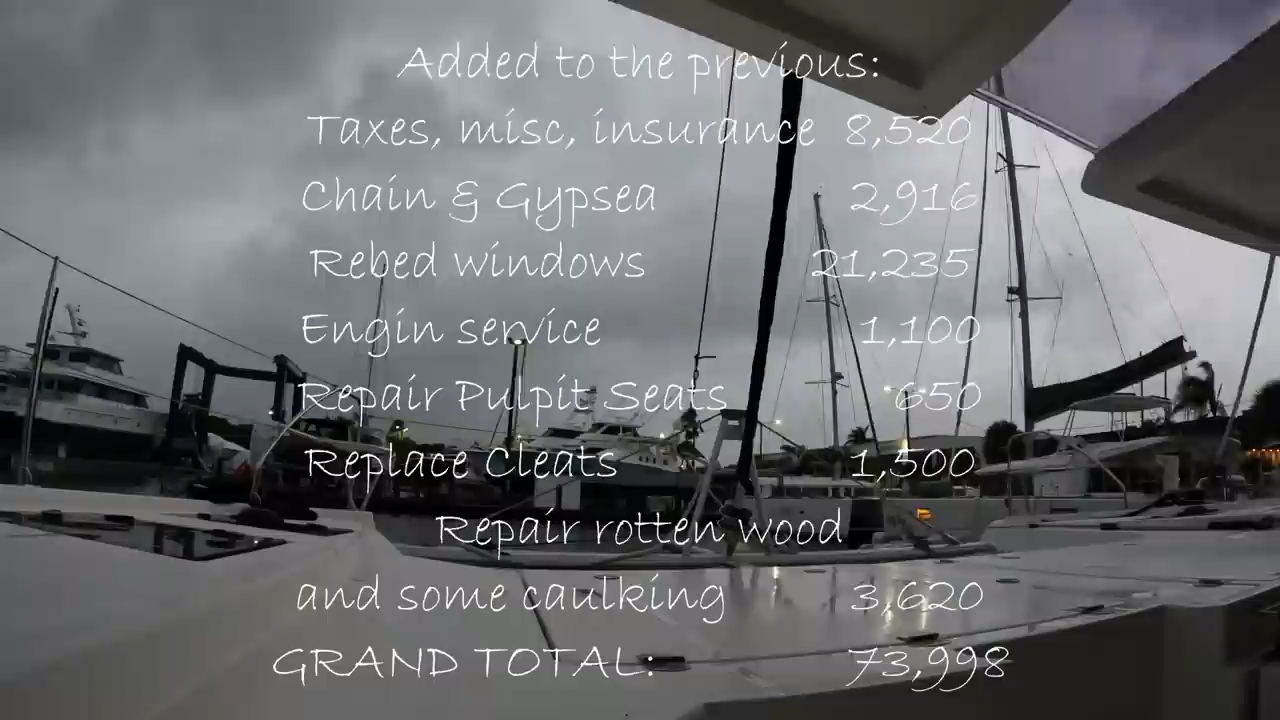 Added to the previous:
Taxes, misc, insurance 8,520
Chain & Gypsea 2,916
Rebed windows 21,235
Engin service 1,100
Repair Pulpit Seats 650
Replace Cleats 1,500
Repair rotten wood
and some caulking 3,620
GRAND TOTAL: 73,998